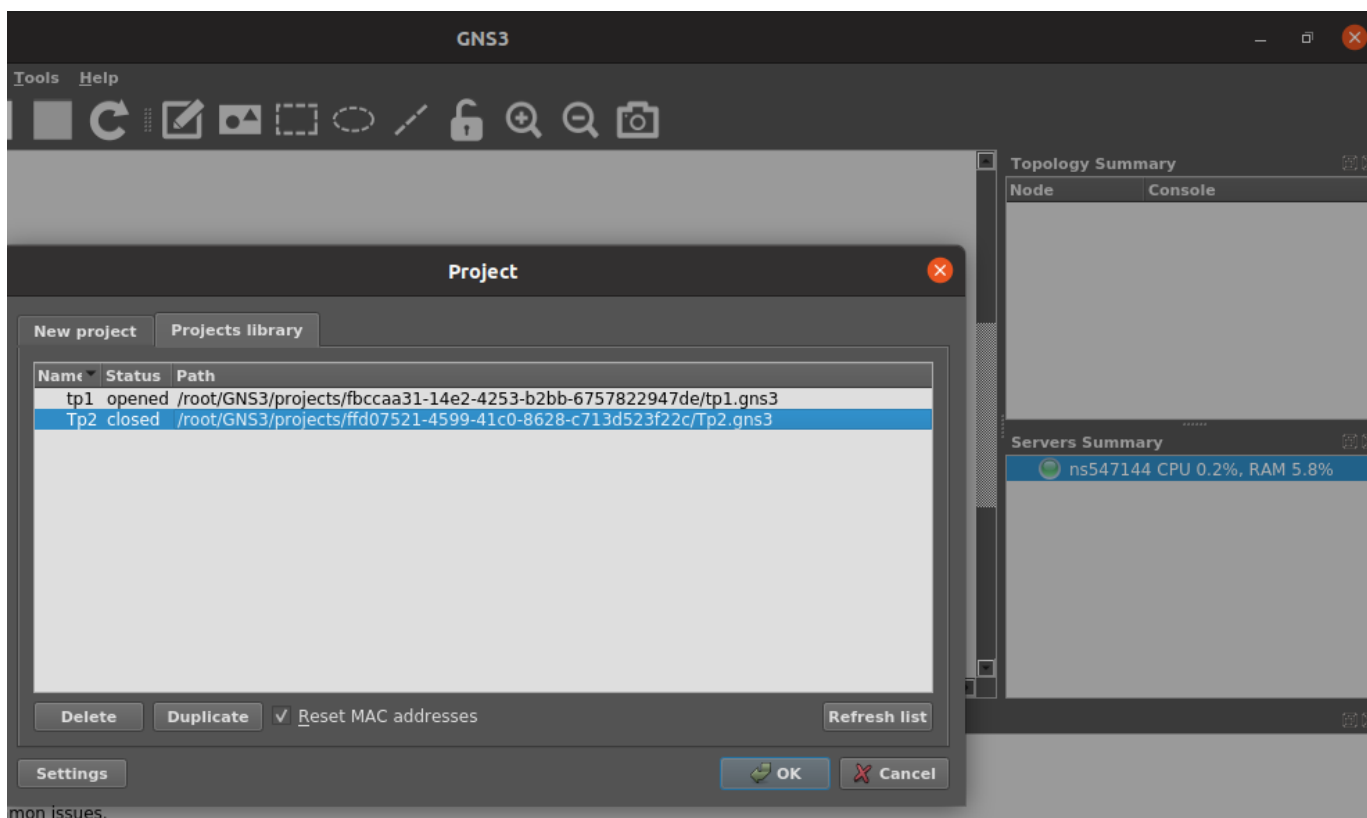 GNS3
Tools Help
Topology Summary
Node Console
Project
New project Projects library
Name Status Path
tp1 opened /root/GNS3/projects/fbccaa31-14e2-4253-b2bb-6757822947de/tp1.gns3
Tp2 closed /root/GNS3/projects/ffd07521-4599-41c0-8628-c713d523f22c/Tp2.gns3
Servers Summary
ns547144 CPU 0.2%, RAM 5.8%
Delete Duplicate Reset MAC addresses Refresh list
Settings OK Cancel
mon issues.